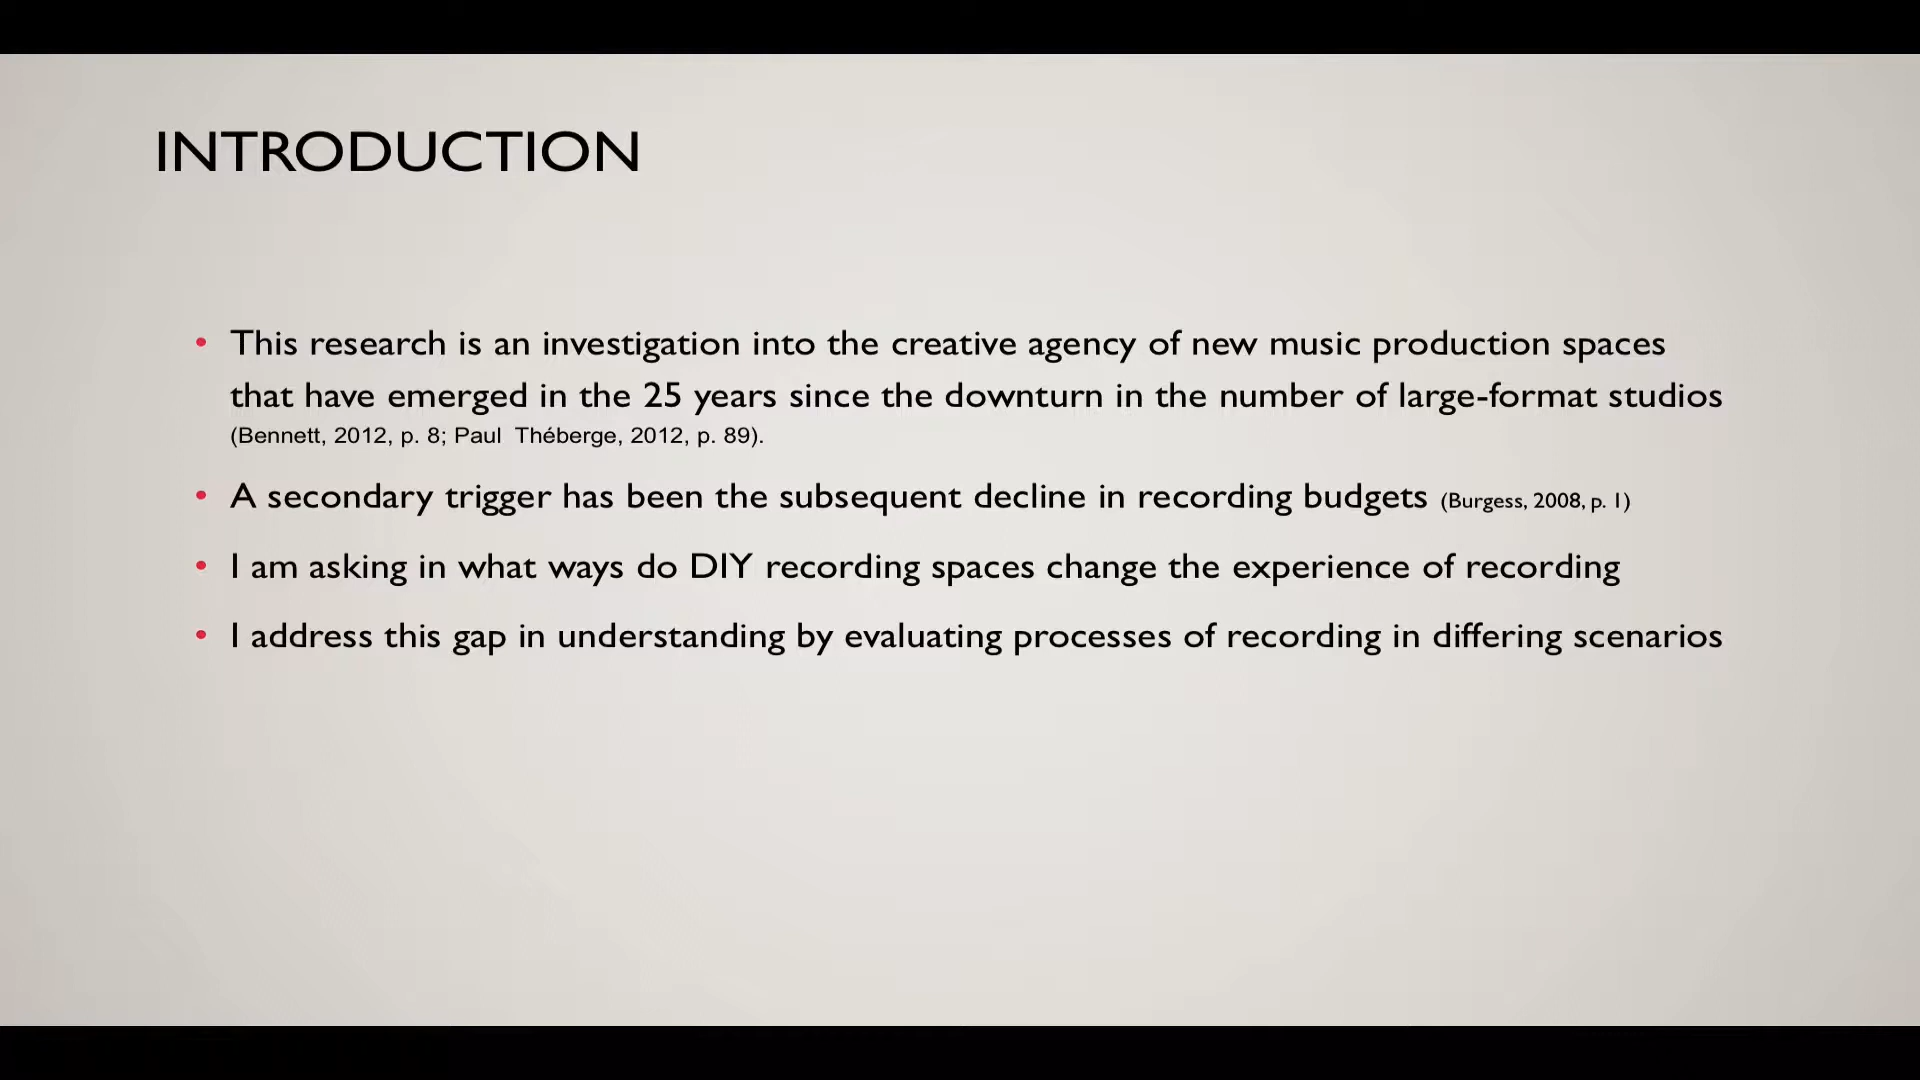 INTRODUCTION
• This research is an investigation into the creative agency of new music production spaces
that have emerged in the 25 years since the downturn in the number of large-format studios
(Bennett, 2012, p. 8; Paul Théberge, 2012, p. 89).
• A secondary trigger has been the subsequent decline in recording budgets (Burgess, 2008, p. 1)
• I am asking in what ways do DIY recording spaces change the experience of recording
• I address this gap in understanding by evaluating processes of recording in differing scenarios